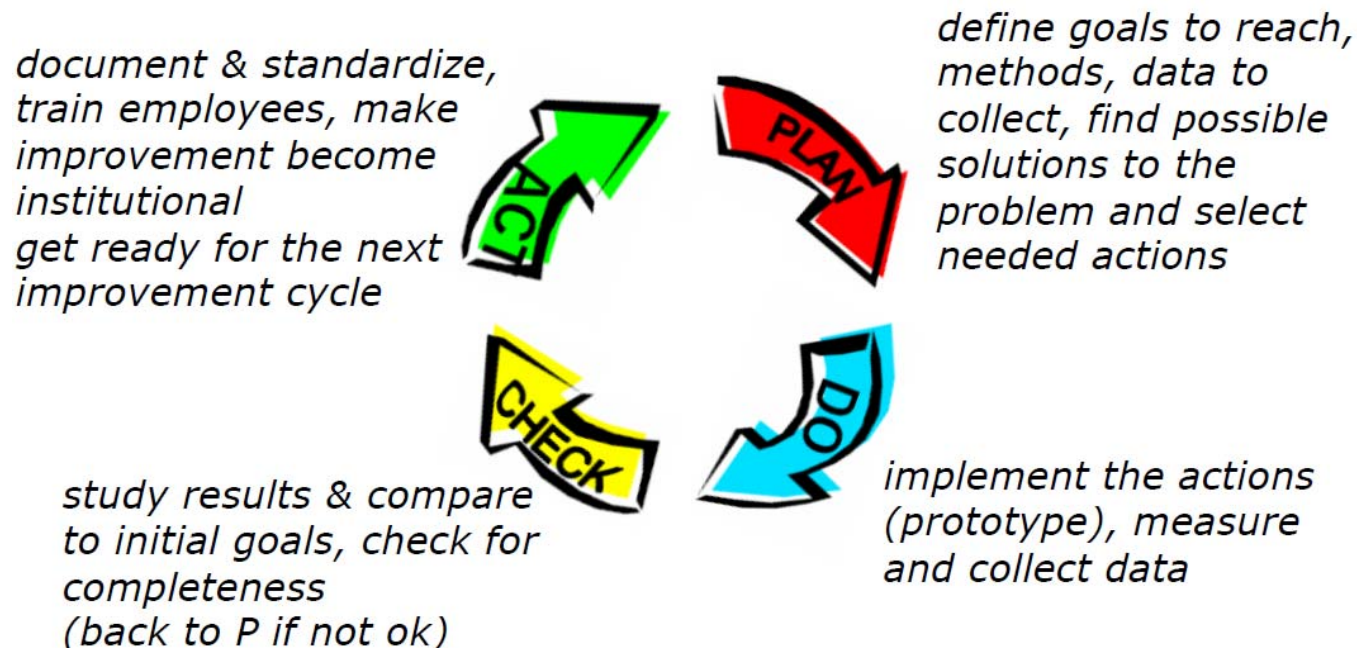 document & standardize,
train employees, make
improvement become
institutional
get ready for the next
improvement cycle
ACT
PLAN
define goals to reach,
methods, data to
collect, find possible
solutions to the
problem and select
needed actions
CHECK
DO
study results & compare
to initial goals, check for
completeness
(back to P if not ok)
implement the actions
(prototype), measure
and collect data